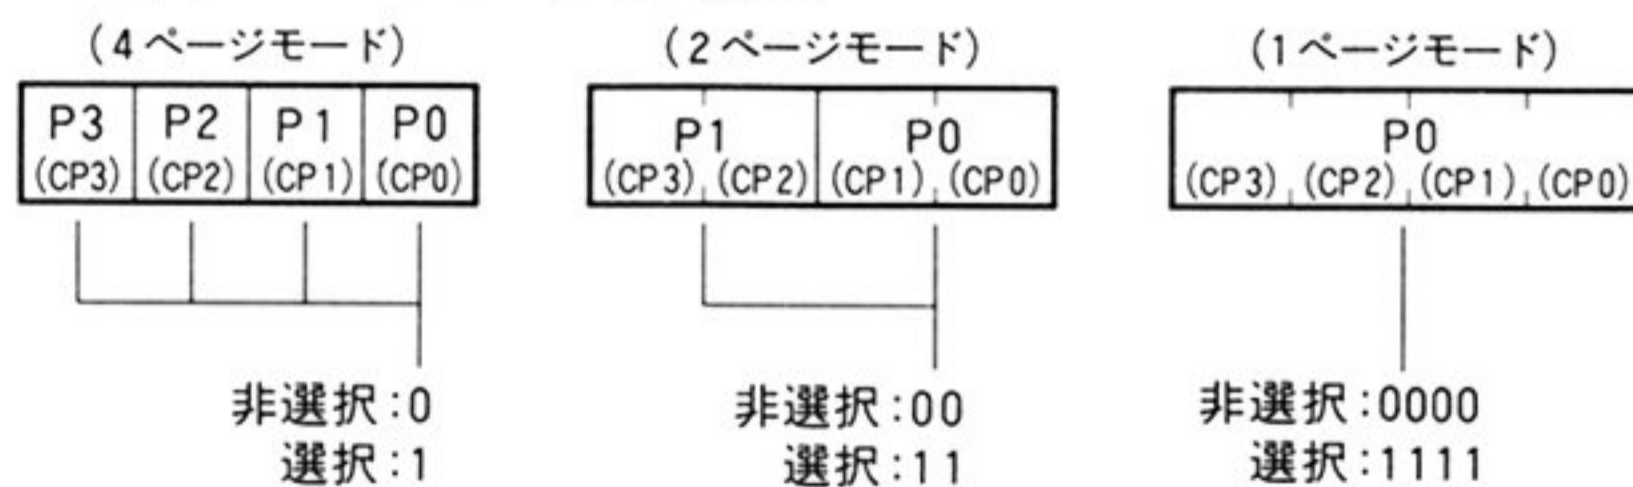 (4ページモード) (2ページモード) (1ページモード)
P3 P2 P1 P0 P1 P0 P0
(CP3) (CP2) (CP1) (CP0) (CP3) (CP2) (CP1) (CP0) (CP3) (CP2) (CP1) (CP0)
非選択:0 非選択:00 非選択:0000
選択:1 選択:11 選択:1111